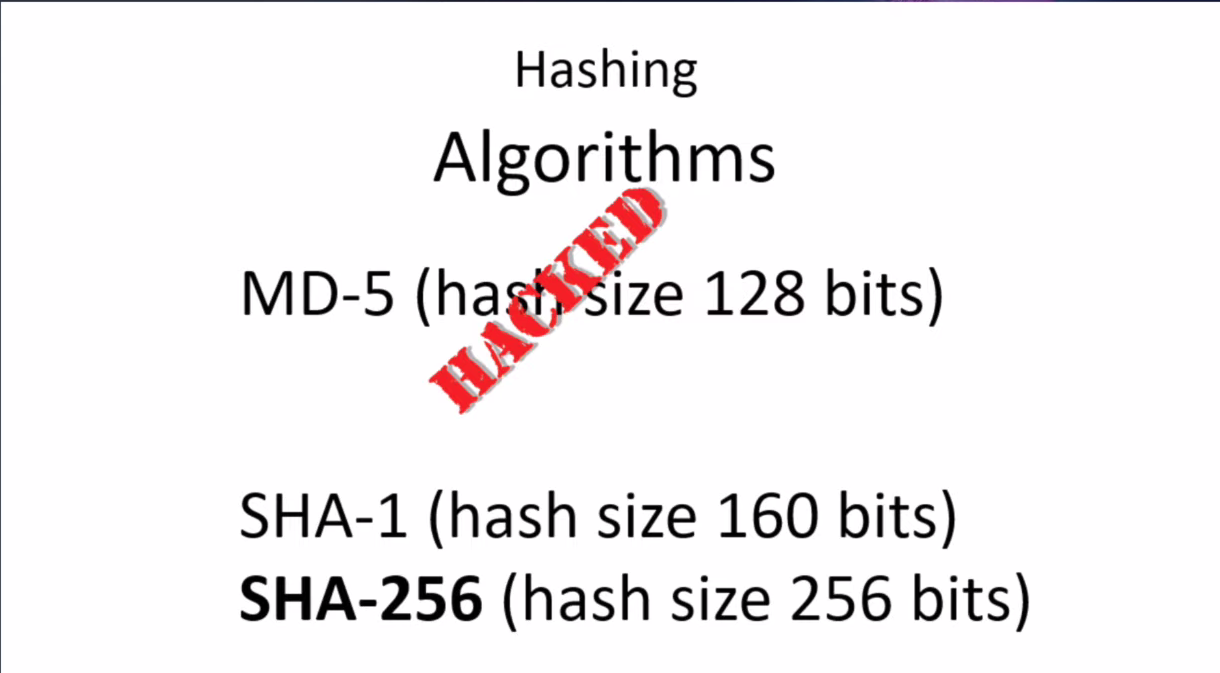 Hashing
Algorithms
HACKED
MD-5 (hash size 128 bits)
SHA-1 (hash size 160 bits)
SHA-256 (hash size 256 bits)